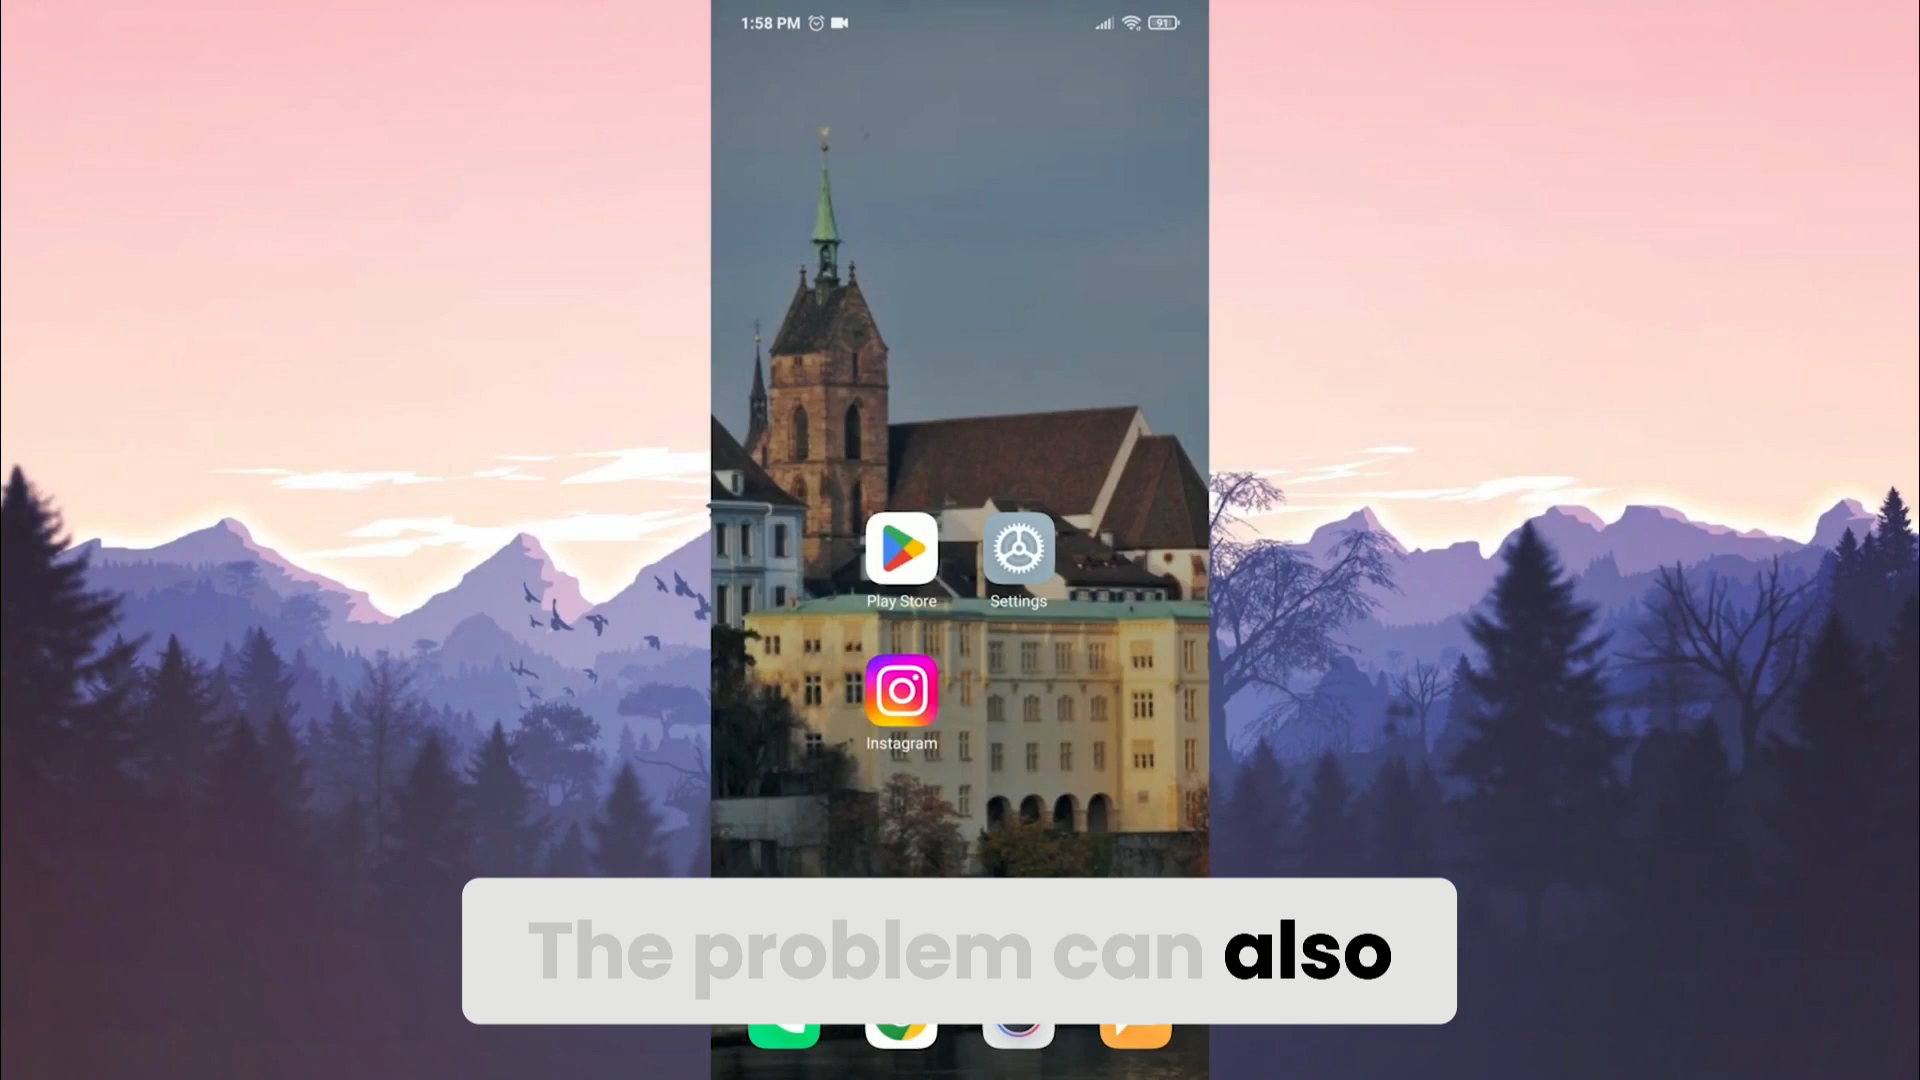 1:58 PM
91
Play Store
Settings
Instagram
The problem can also